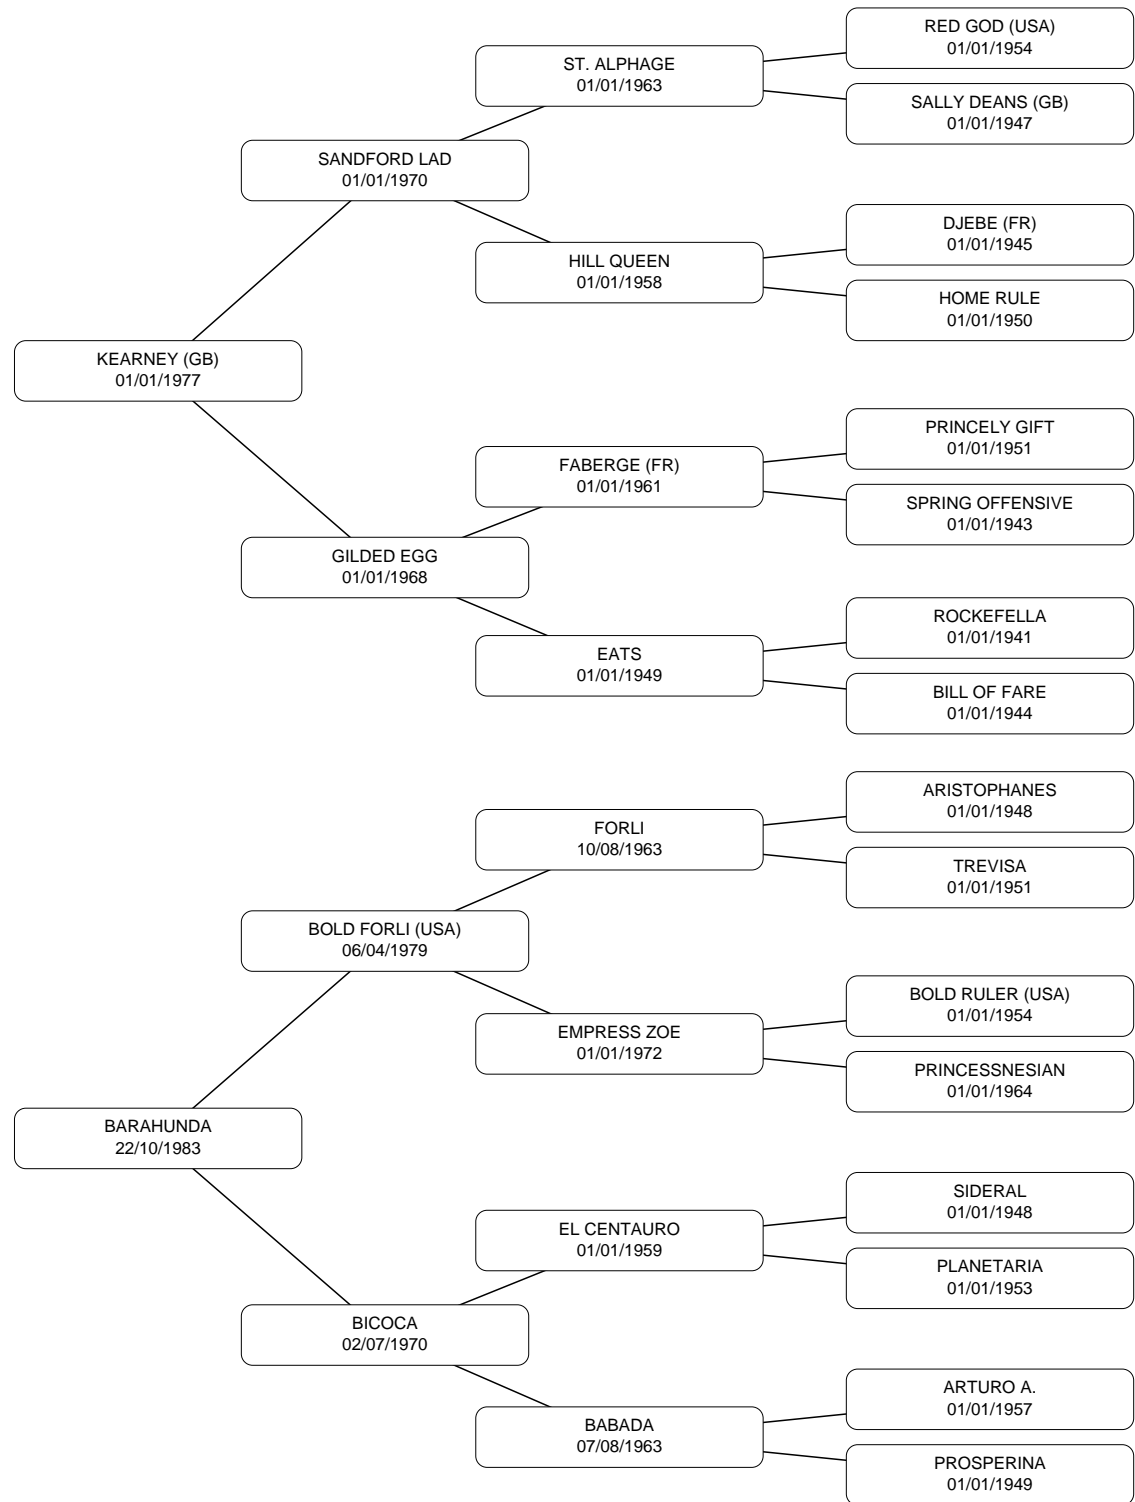 RED GOD (USA)
01/01/1954
ST. ALPHAGE
01/01/1963
SALLY DEANS (GB)
01/01/1947
SANDFORD LAD
01/01/1970
DJEBE (FR)
01/01/1945
HILL QUEEN
01/01/1958
HOME RULE
01/01/1950
KEARNEY (GB)
01/01/1977
PRINCELY GIFT
01/01/1951
FABERGE (FR)
01/01/1961
SPRING OFFENSIVE
01/01/1943
GILDED EGG
01/01/1968
ROCKEFELLA
01/01/1941
EATS
01/01/1949
BILL OF FARE
01/01/1944
ARISTOPHANES
01/01/1948
FORLI
10/08/1963
TREVISA
01/01/1951
BOLD FORLI (USA)
06/04/1979
BOLD RULER (USA)
01/01/1954
EMPRESS ZOE
01/01/1972
PRINCESSNESIAN
01/01/1964
BARAHUNDA
22/10/1983
SIDERAL
01/01/1948
EL CENTAURO
01/01/1959
PLANETARIA
01/01/1953
BICOCA
02/07/1970
ARTURO A.
01/01/1957
BABADA
07/08/1963
PROSPERINA
01/01/1949